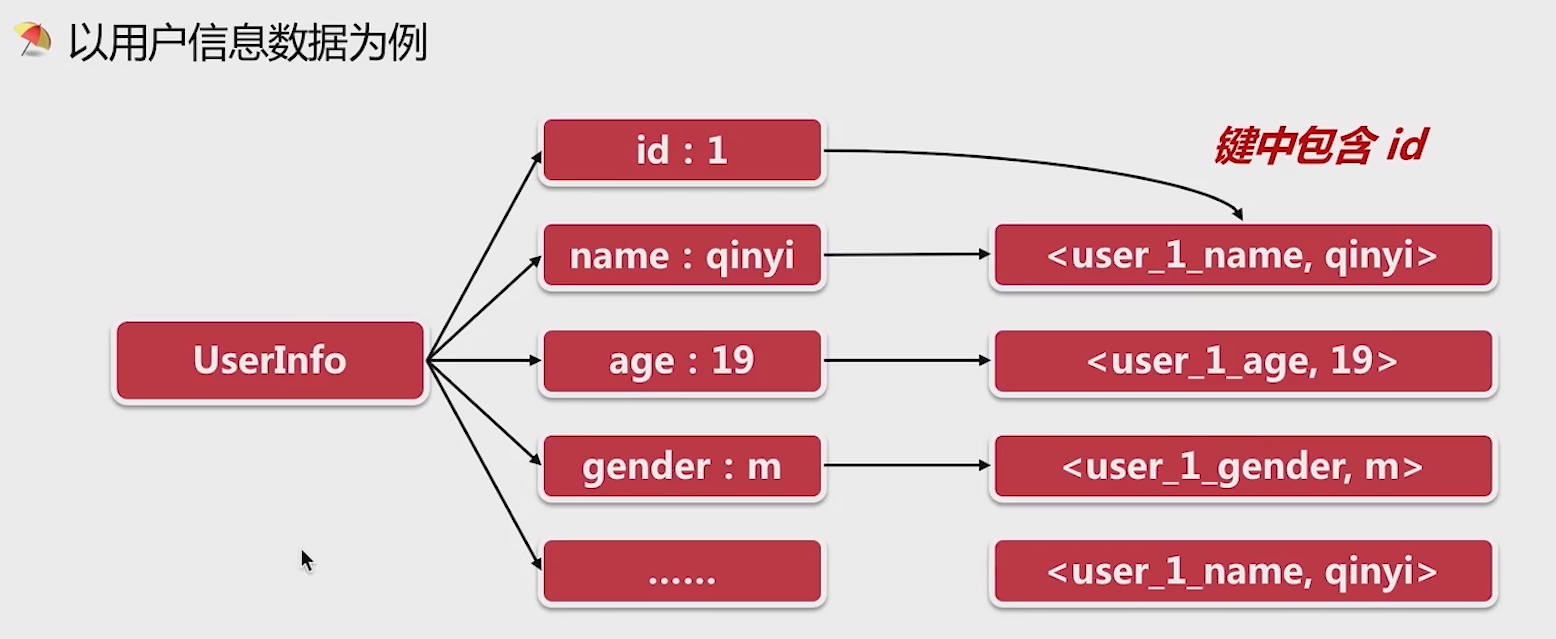 以用户信息数据为例
键中包含 id
id：1
name：qinyi
<user_1_name, qinyi>
UserInfo
age：19
<user_1_age, 19>
gender：m
<user_1_gender, m>
......
<user_1_name, qinyi>